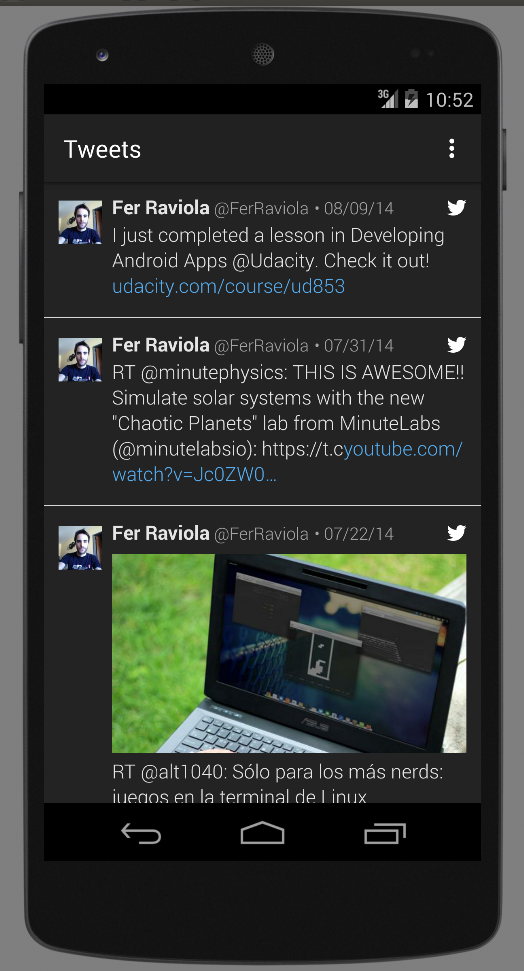 3G 10:52
Tweets
Fer Raviola @FerRaviola • 08/09/14
I just completed a lesson in Developing
Android Apps @Udacity. Check it out!
udacity.com/course/ud853
Fer Raviola @FerRaviola • 07/31/14
RT @minutephysics: THIS IS AWESOME!!
Simulate solar systems with the new
"Chaotic Planets" lab from MinuteLabs
(@minutelabsio): https://t.cyoutube.com/
watch?v=Jc0ZW0…
Fer Raviola @FerRaviola • 07/22/14
ASUS
RT @alt1040: Sólo para los más nerds:
juegos en la terminal de Linux